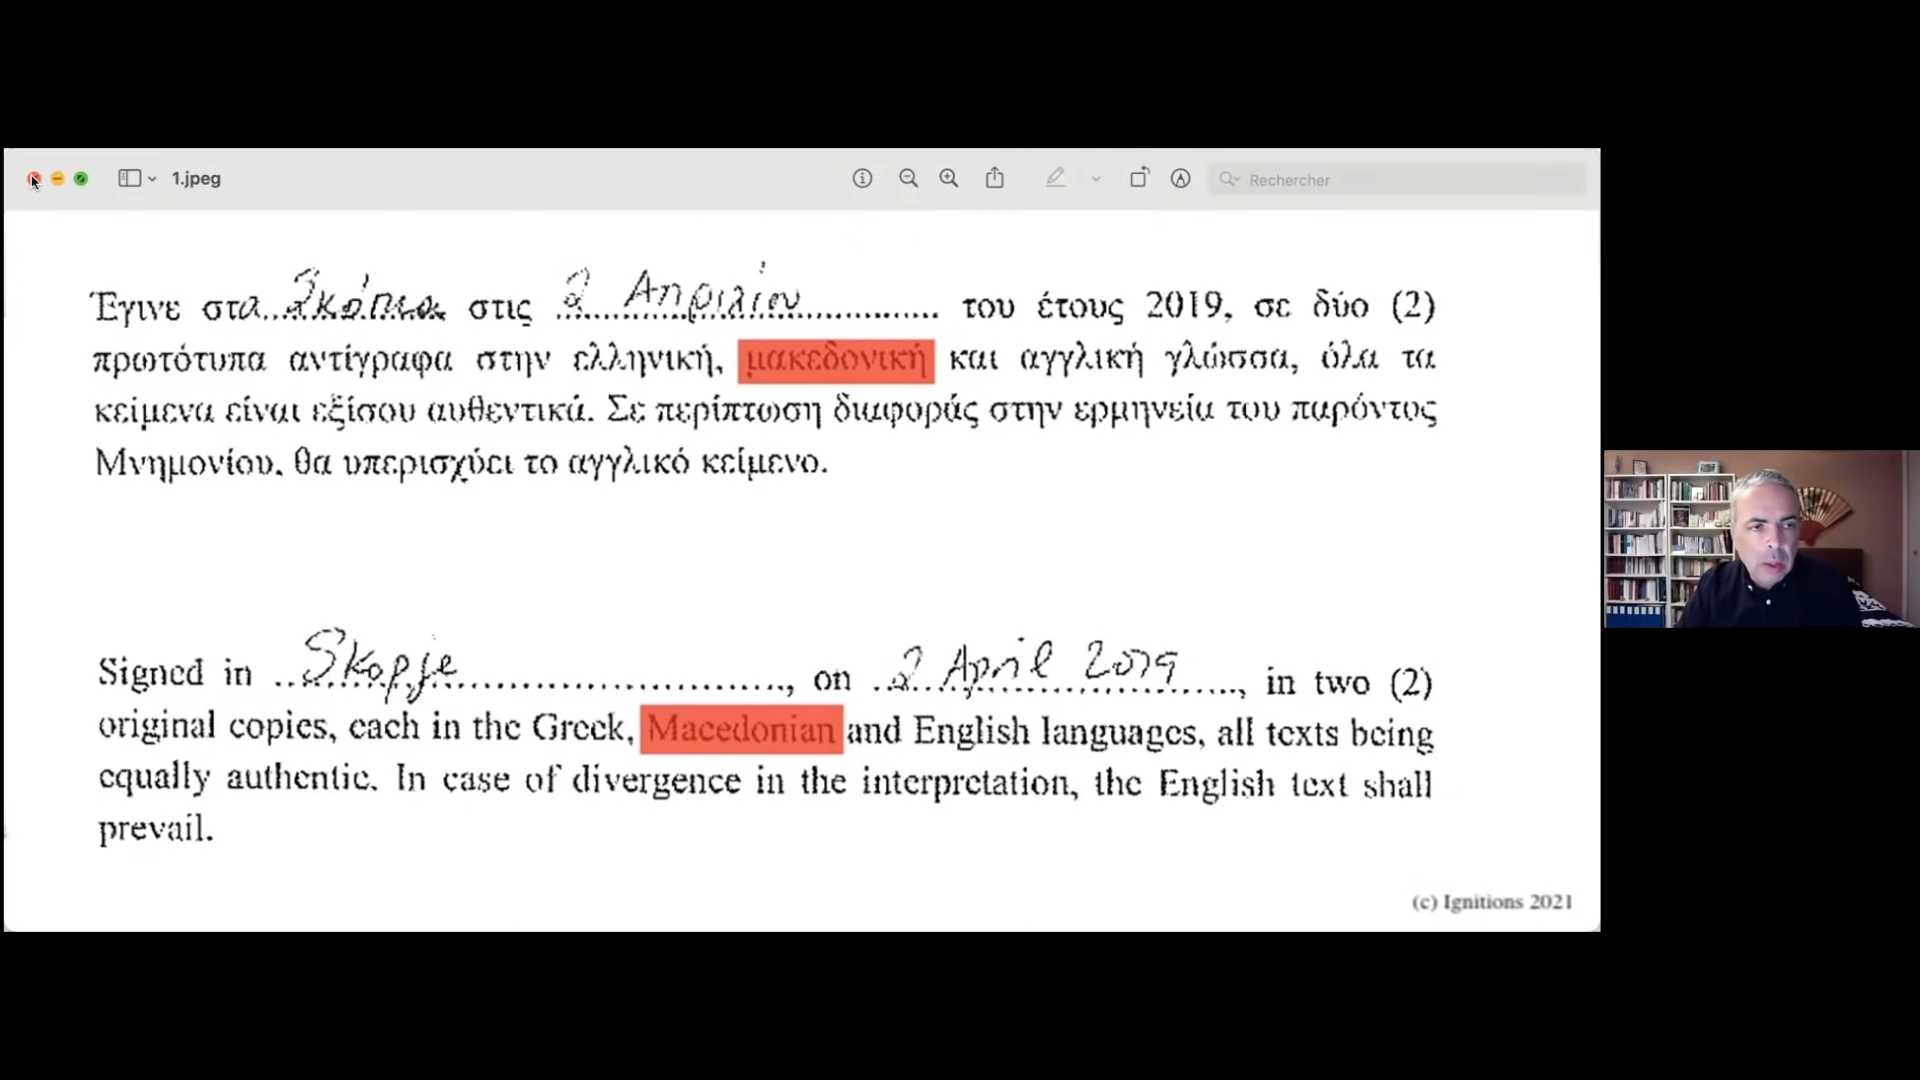 1.jpeg
Rechercher
Έγινε στα Σκόπια στις 2 Απριλίου του έτους 2019, σε δύο (2)
πρωτότυπα αντίγραφα στην ελληνική, μακεδονική και αγγλική γλώσσα, όλα τα
κείμενα είναι εξίσου αυθεντικά. Σε περίπτωση διαφοράς στην ερμηνεία του παρόντος
Μνημονίου, θα υπερισχύει το αγγλικό κείμενο.
Signed in Skopje, on 2 April 2019, in two (2)
original copies, each in the Greek, Macedonian and English languages, all texts being
equally authentic. In case of divergence in the interpretation, the English text shall
prevail.
(c) Ignitions 2021